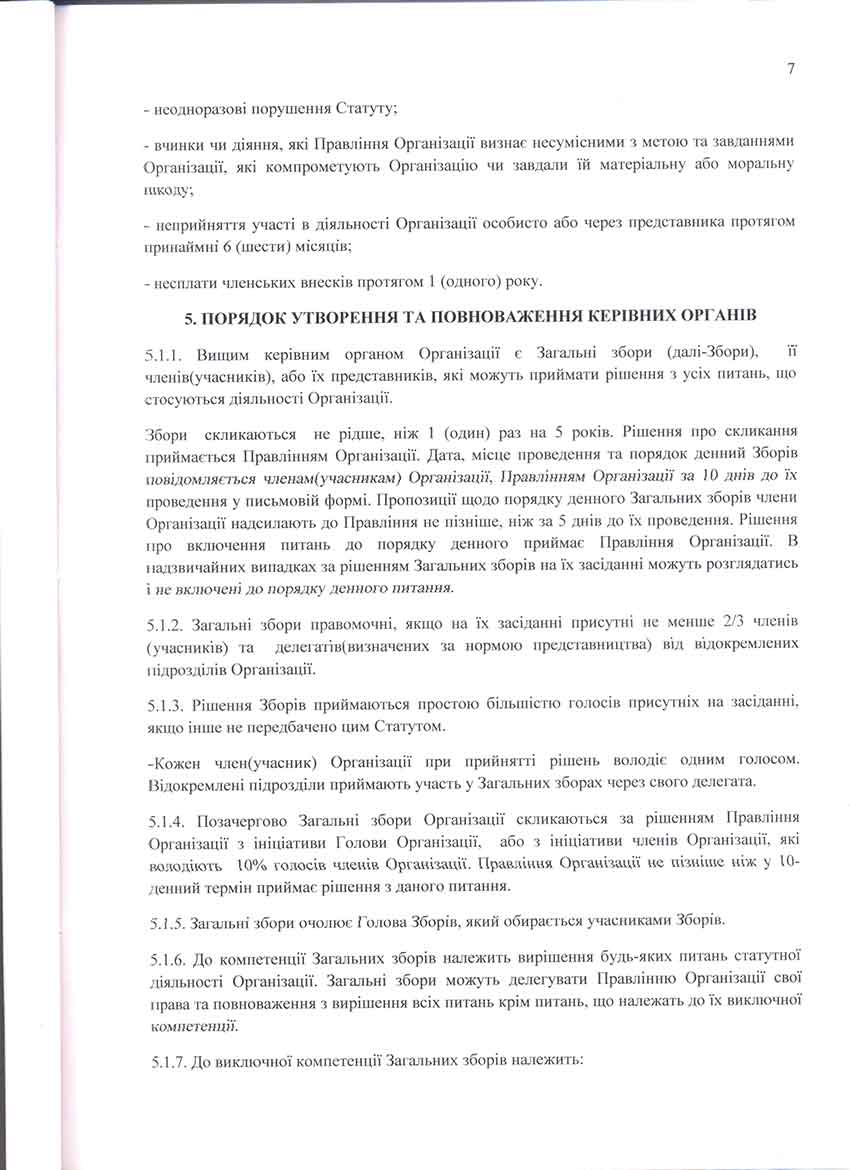 7
- неодноразові порушення Статуту;
- вчинки чи діяння, які Правління Організації визнає несумісними з метою та завданнями
Організації, які компрометують Організацію чи завдали їй матеріальну або моральну
шкоду;
- неприйняття участі в діяльності Організації особисто або через представника протягом
принаймні 6 (шести) місяців;
- несплати членських внесків протягом 1 (одного) року.
5. ПОРЯДОК УТВОРЕННЯ ТА ПОВНОВАЖЕННЯ КЕРІВНИХ ОРГАНІВ
5.1.1. Вищим керівним органом Організації є Загальні збори (далі-Збори), її
членів(учасників), або їх представників, які можуть приймати рішення з усіх питань, що
стосуються діяльності Організації.
Збори скликаються не рідше, ніж 1 (один) раз на 5 років. Рішення про скликання
приймається Правлінням Організації. Дата, місце проведення та порядок денний Зборів
повідомляється членам(учасникам) Організації, Правлінням Організації за 10 днів до їх
проведення у письмовій формі. Пропозиції щодо порядку денного Загальних зборів члени
Організації надсилають до Правління не пізніше, ніж за 5 днів до їх проведення. Рішення
про включення питань до порядку денного приймає Правління Організації. В
надзвичайних випадках за рішенням Загальних зборів на їх засіданні можуть розглядатись
і не включені до порядку денного питання.
5.1.2. Загальні збори правомочні, якщо на їх засіданні присутні не менше 2/3 членів
(учасників) та делегатів(визначених за нормою представництва) від відокремлених
підрозділів Організації.
5.1.3. Рішення Зборів приймаються простою більшістю голосів присутніх на засіданні,
якщо інше не передбачено цим Статутом.
-Кожен член(учасник) Організації при прийнятті рішень володіє одним голосом.
Відокремлені підрозділи приймають участь у Загальних зборах через свого делегата.
5.1.4. Позачергово Загальні збори Організації скликаються за рішенням Правління
Організації з ініціативи Голови Організації, або з ініціативи членів Організації, які
володіють 10% голосів членів Організації. Правління Організації не пізніше ніж у 10-
денний термін приймає рішення з даного питання.
5.1.5. Загальні збори очолює Голова Зборів, який обирається учасниками Зборів.
5.1.6. До компетенції Загальних зборів належить вирішення будь-яких питань статутної
діяльності Організації. Загальні збори можуть делегувати Правлінню Організації свої
права та повноваження з вирішення всіх питань крім питань, що належать до їх виключної
компетенції.
5.1.7. До виключної компетенції Загальних зборів належить: